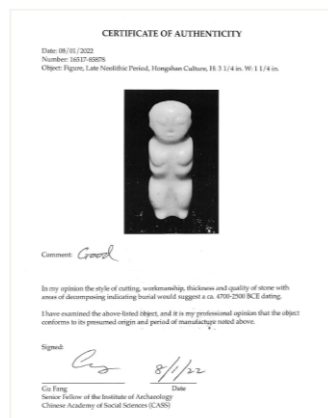 CERTIFICATE OF AUTHENTICITY
Date: 08/01/2022
Number: 16517-85878
Object: Figure, Late Neolithic Period, Hongshan Culture, H: 3 1/4 in. W: 1 1/4 in.
Comment: Good
In my opinion the style of cutting, workmanship, thickness and quality of stone with
areas of decomposing indicating burial would suggest a ca. 4700-2500 BCE dating.
I have examined the above-listed object, and it is my professional opinion that the object
conforms to its presumed origin and period of manufacture noted above.
Signed:
8/1/22
Gu Fang Date
Senior Fellow of the Institute of Archaeology
Chinese Academy of Social Sciences (CASS)